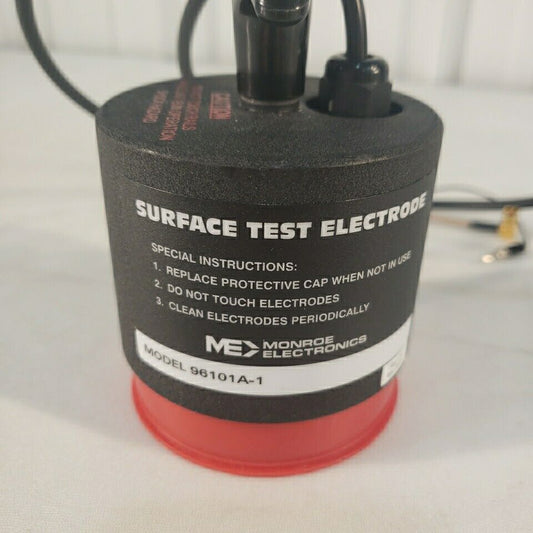 CAUTION
SURFACE TEST ELECTRODE
SPECIAL INSTRUCTIONS:
1. REPLACE PROTECTIVE CAP WHEN NOT IN USE
2. DO NOT TOUCH ELECTRODES
3. CLEAN ELECTRODES PERIODICALLY
ME MONROE
ELECTRONICS
MODEL 96101A-1